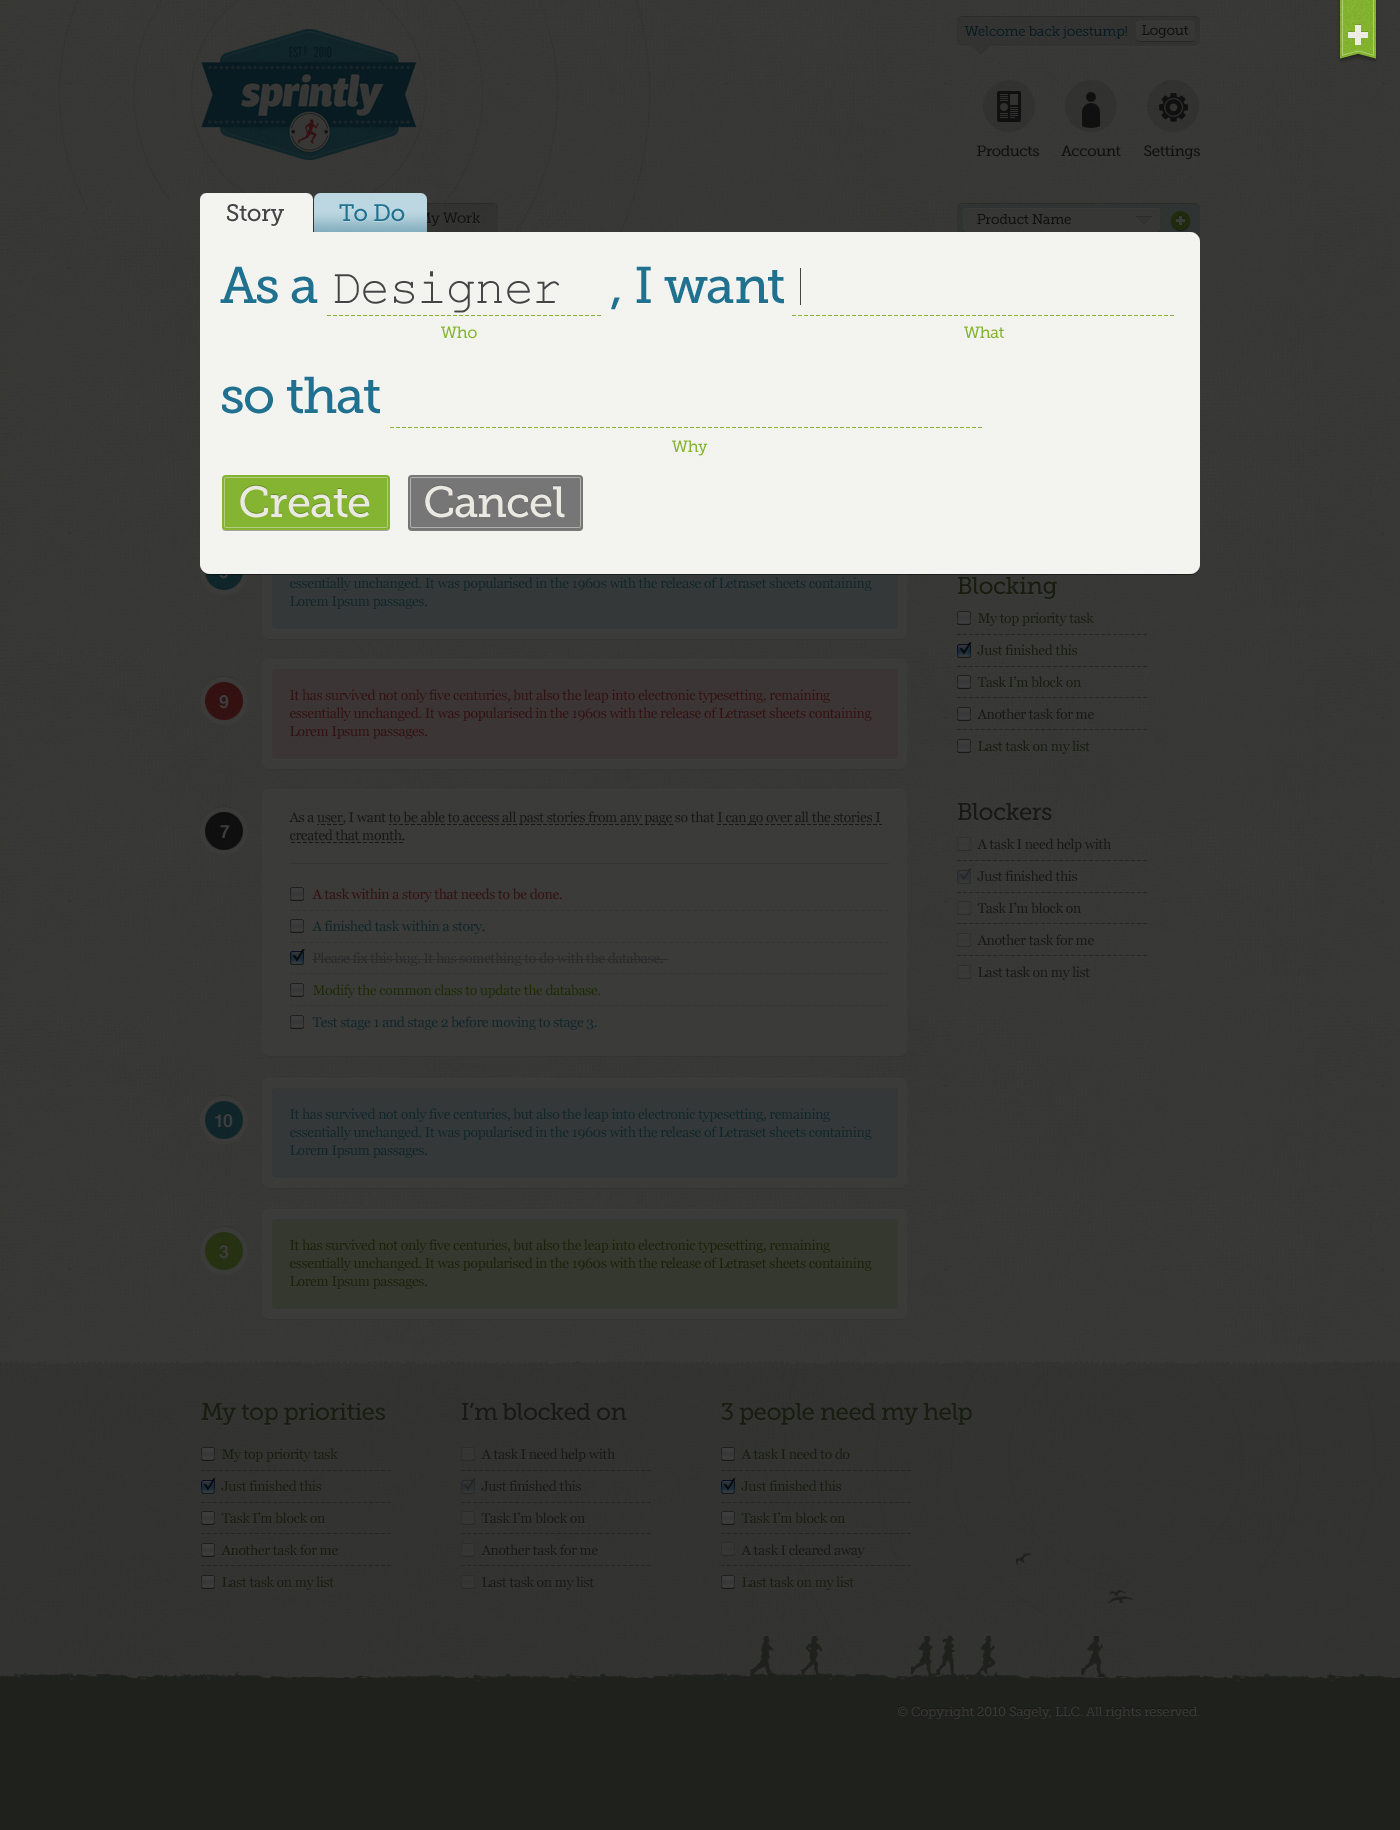 ESTD 2010
sprintly
Welcome back joestump! Logout
Products Account Settings
Story To Do My Work
Product Name
As a Designer , I want
Who What
so that
Why
Create Cancel
essentially unchanged. It was popularised in the 1960s with the release of Letraset sheets containing
Lorem Ipsum passages.
9
It has survived not only five centuries, but also the leap into electronic typesetting, remaining
essentially unchanged. It was popularised in the 1960s with the release of Letraset sheets containing
Lorem Ipsum passages.
7
As a user, I want to be able to access all past stories from any page so that I can go over all the stories I
created that month.
A task within a story that needs to be done.
A finished task within a story.
Please fix this bug. It has something to do with the database.
Modify the common class to update the database.
Test stage 1 and stage 2 before moving to stage 3.
10
It has survived not only five centuries, but also the leap into electronic typesetting, remaining
essentially unchanged. It was popularised in the 1960s with the release of Letraset sheets containing
Lorem Ipsum passages.
3
It has survived not only five centuries, but also the leap into electronic typesetting, remaining
essentially unchanged. It was popularised in the 1960s with the release of Letraset sheets containing
Lorem Ipsum passages.
Blocking
My top priority task
Just finished this
Task I'm block on
Another task for me
Last task on my list
Blockers
A task I need help with
Just finished this
Task I'm block on
Another task for me
Last task on my list
My top priorities
My top priority task
Just finished this
Task I'm block on
Another task for me
Last task on my list
I'm blocked on
A task I need help with
Just finished this
Task I'm block on
Another task for me
Last task on my list
3 people need my help
A task I need to do
Just finished this
Task I'm block on
A task I cleared away
Last task on my list
© Copyright 2010 Sagely, LLC. All rights reserved.